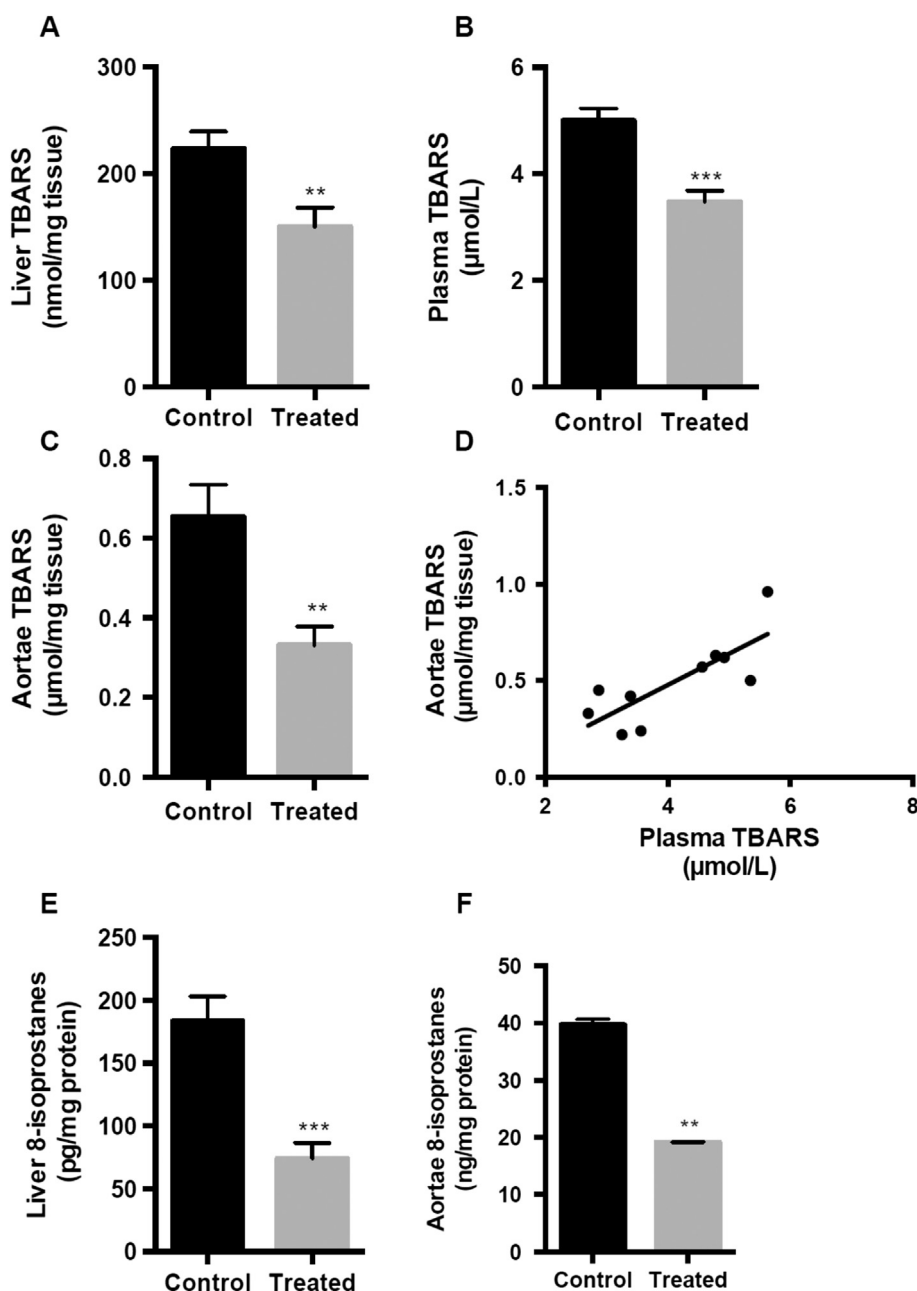 A
Liver TBARS
(nmol/mg tissue)
300
200
100
0
**
Control Treated
B
Plasma TBARS
(µmol/L)
6
4
2
0
***
Control Treated
C
Aortae TBARS
(µmol/mg tissue)
0.8
0.6
0.4
0.2
0.0
**
Control Treated
D
Aortae TBARS
(µmol/mg tissue)
1.5
1.0
0.5
0.0
2 4 6 8
Plasma TBARS
(µmol/L)
E
Liver 8-isoprostanes
(pg/mg protein)
250
200
150
100
50
0
***
Control Treated
F
Aortae 8-isoprostanes
(ng/mg protein)
50
40
30
20
10
0
**
Control Treated